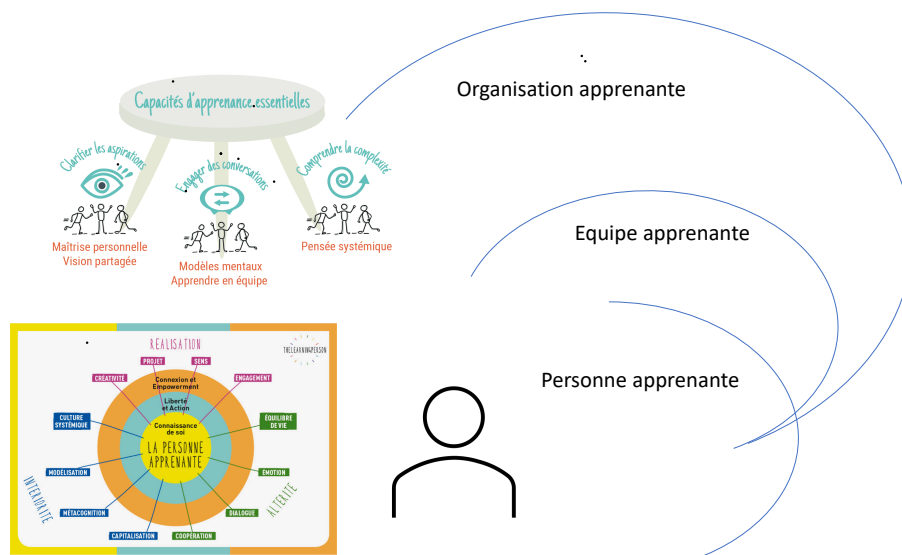 Capacités d'apprenance essentielles
Clarifier les aspirations
Engager des conversations
Comprendre la complexité
Maîtrise personnelle
Vision partagée
Modèles mentaux
Apprendre en équipe
Pensée systémique
Organisation apprenante
Equipe apprenante
Personne apprenante
RÉALISATION
THELEARNINGPERSON
PROJET
SENS
CRÉATIVITÉ
ENGAGEMENT
Connexion et
Empowerment
Liberté
et Action
Connaissance
de soi
LA PERSONNE
APPRENANTE
CULTURE
SYSTÉMIQUE
ÉQUILIBRE
DE VIE
MODÉLISATION
EMOTION
INTÉRIORITÉ
ALTÉRITÉ
MÉTACOGNITION
DIALOGUE
CAPITALISATION
COOPÉRATION